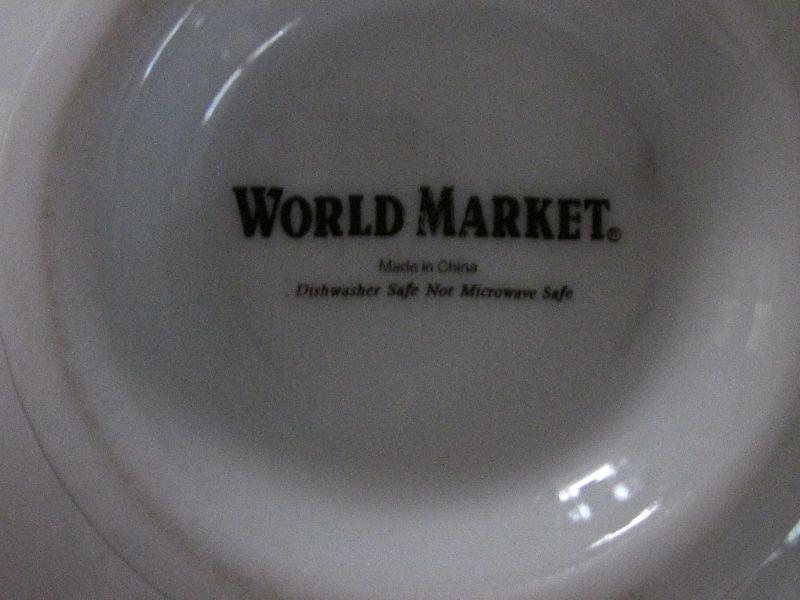 WORLD MARKET®
Made in China
Dishwasher Safe Not Microwave Safe